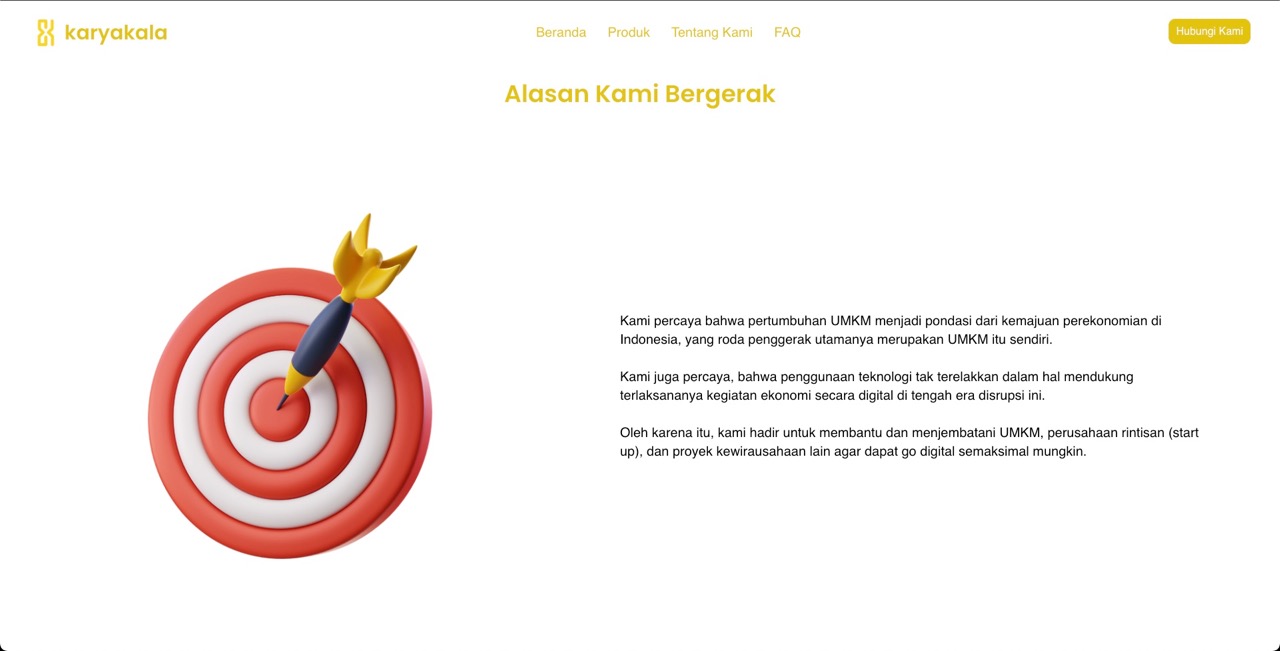 karyakala
Beranda
Produk
Tentang Kami
FAQ
Hubungi Kami
Alasan Kami Bergerak
Kami percaya bahwa pertumbuhan UMKM menjadi pondasi dari kemajuan perekonomian di
Indonesia, yang roda penggerak utamanya merupakan UMKM itu sendiri.
Kami juga percaya, bahwa penggunaan teknologi tak terelakkan dalam hal mendukung
terlaksananya kegiatan ekonomi secara digital di tengah era disrupsi ini.
Oleh karena itu, kami hadir untuk membantu dan menjembatani UMKM, perusahaan rintisan (start
up), dan proyek kewirausahaan lain agar dapat go digital semaksimal mungkin.